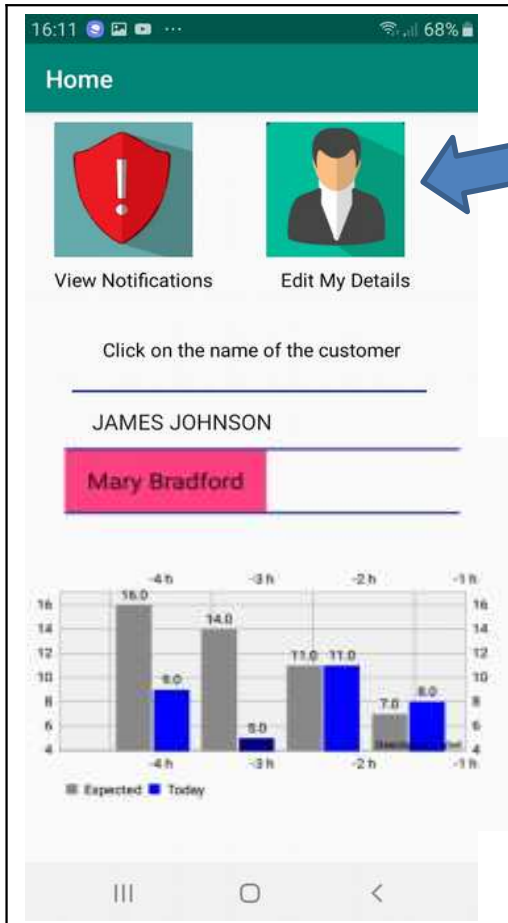 16:11 68%
Home
View Notifications Edit My Details
Click on the name of the customer
JAMES JOHNSON
Mary Bradford
-4 h -3 h -2 h -1 h
16.0
16 16
14.0
14 14
12 12
11.0 11.0
10 10
9.0
8.0
8 8
7.0
6 6
5.0
4 4
-4 h -3 h -2 h -1 h
Expected Today